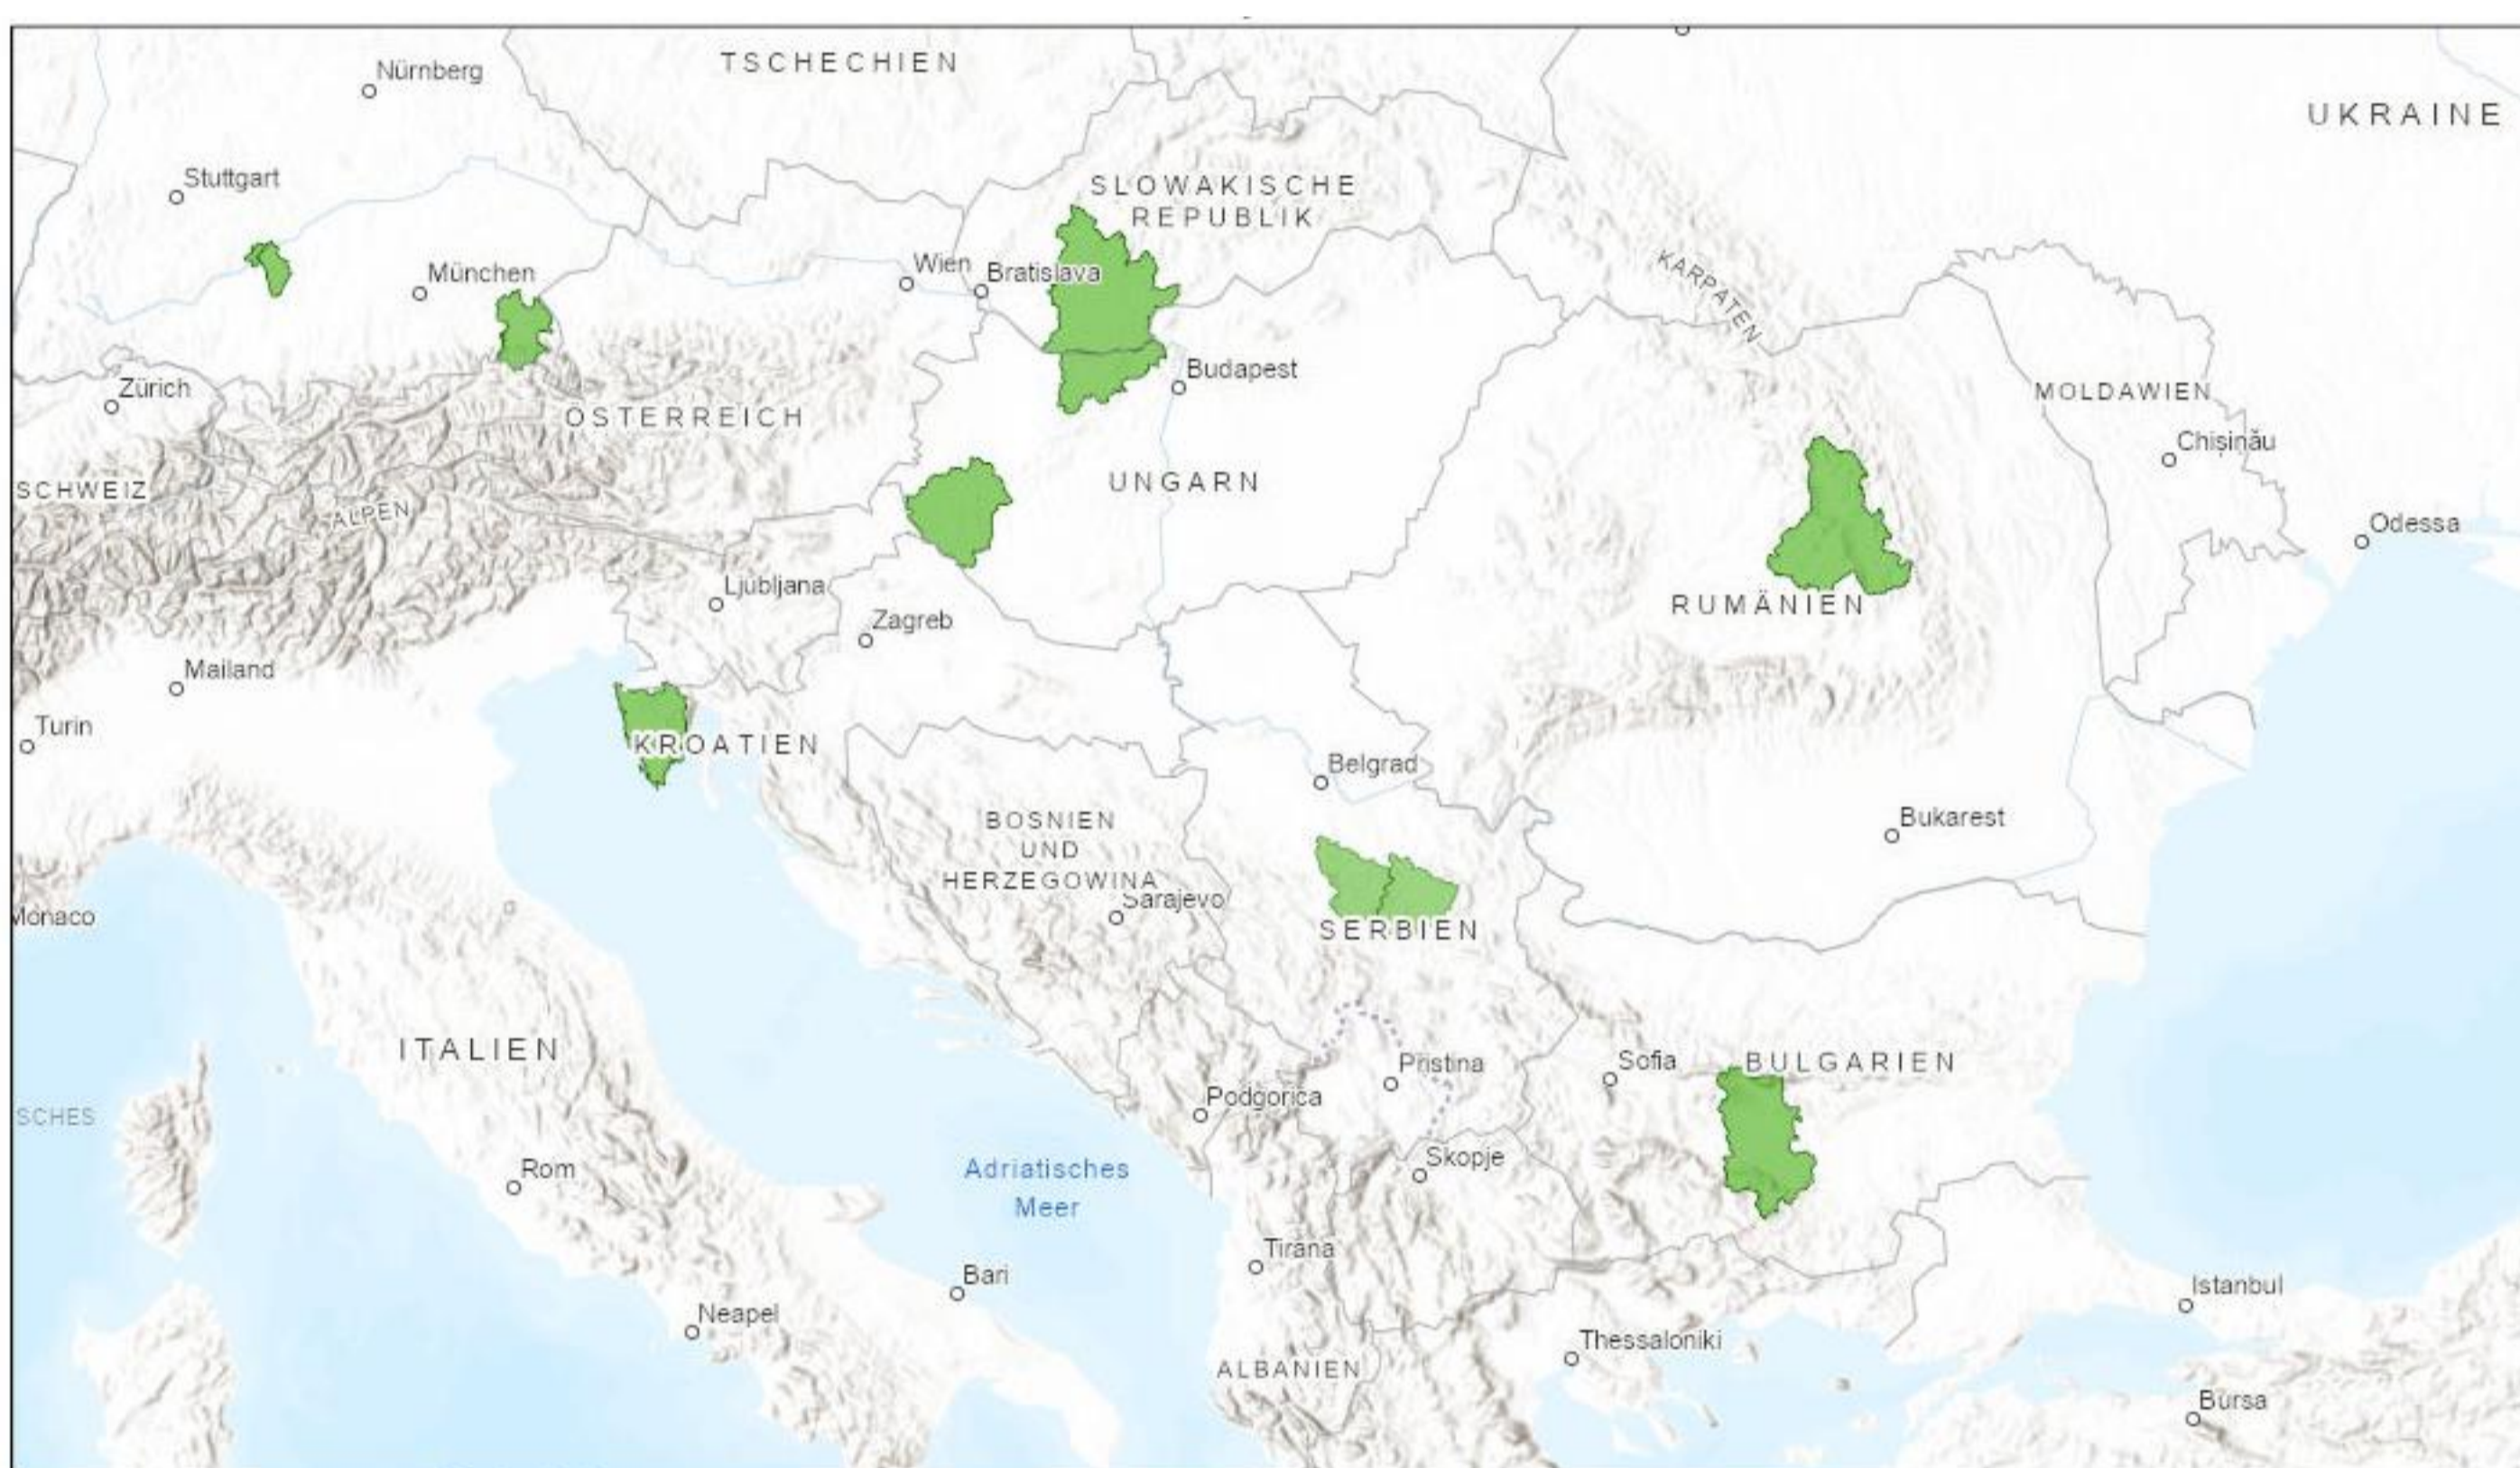 TSCHECHIEN
Nürnberg
UKRAINE
Stuttgart
SLOWAKISCHE
REPUBLIK
Wien
Bratislava
München
KARPATEN
Budapest
Zürich
MOLDAWIEN
ÖSTERREICH
Chișinău
SCHWEIZ
UNGARN
ALPEN
Odessa
Ljubljana
RUMÄNIEN
Zagreb
Mailand
Turin
KROATIEN
Belgrad
BOSNIEN
UND
HERZEGOWINA
Bukarest
Sarajevo
Monaco
SERBIEN
ITALIEN
Pristina
Sofia
BULGARIEN
Podgorica
SCHES
Adriatisches
Meer
Rom
Skopje
Tirana
Bari
Istanbul
Neapel
Thessaloniki
ALBANIEN
Bursa